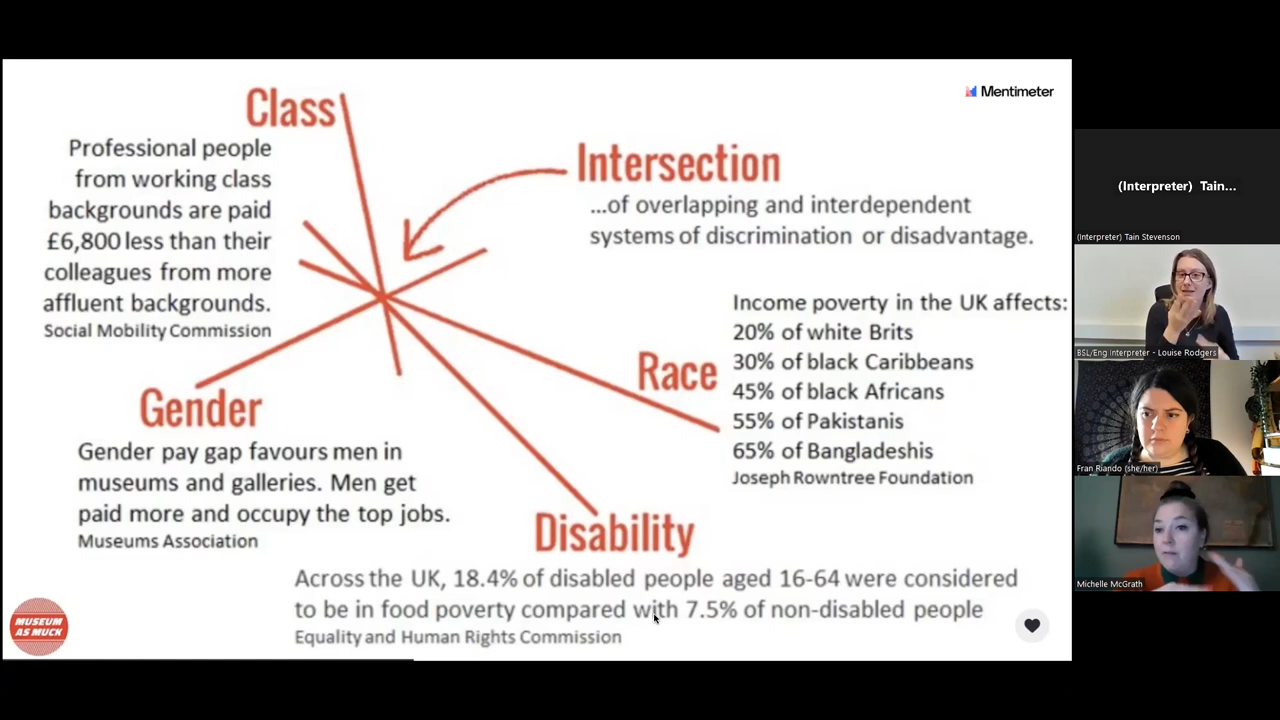 Mentimeter
Class
Professional people
from working class
backgrounds are paid
£6,800 less than their
colleagues from more
affluent backgrounds.
Social Mobility Commission
Intersection
...of overlapping and interdependent
systems of discrimination or disadvantage.
Income poverty in the UK affects:
20% of white Brits
30% of black Caribbeans
45% of black Africans
55% of Pakistanis
65% of Bangladeshis
Joseph Rowntree Foundation
Race
Gender
Gender pay gap favours men in
museums and galleries. Men get
paid more and occupy the top jobs.
Museums Association
Disability
Across the UK, 18.4% of disabled people aged 16-64 were considered
to be in food poverty compared with 7.5% of non-disabled people
Equality and Human Rights Commission
MUSEUM
AS MUCK
(Interpreter) Tain...
(Interpreter) Tain Stevenson
BSL/Eng Interpreter - Louise Rodgers
Fran Riando (she/her)
Michelle McGrath